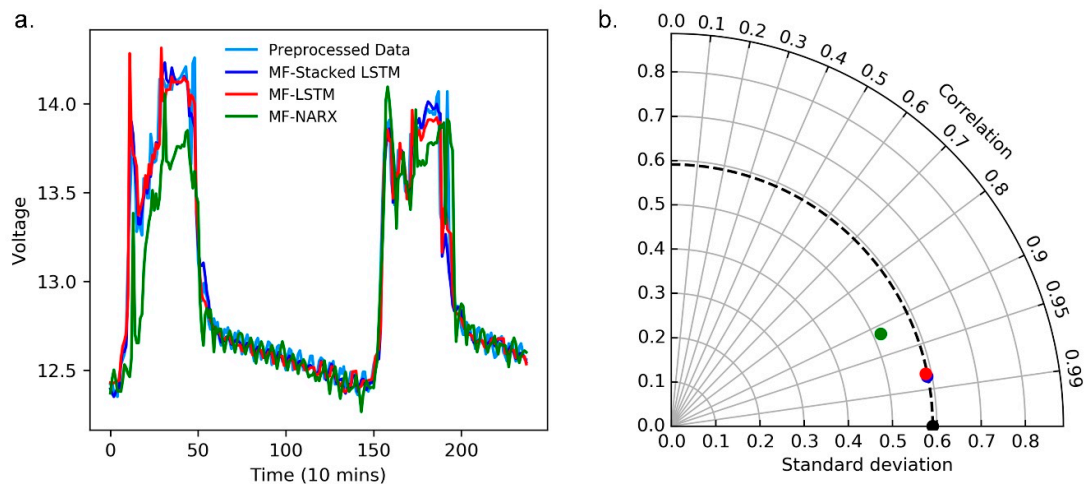 a.
Preprocessed Data
MF-Stacked LSTM
MF-LSTM
MF-NARX
14.0
13.5
13.0
12.5
Voltage
0 50 100 150 200
Time (10 mins)
b.
0.0 0.1 0.2 0.3 0.4 0.5 0.6 0.7 0.8 0.9 0.95 0.99
Correlation
0.8
0.7
0.6
0.5
0.4
0.3
0.2
0.1
0.0
0.0 0.1 0.2 0.3 0.4 0.5 0.6 0.7 0.8
Standard deviation